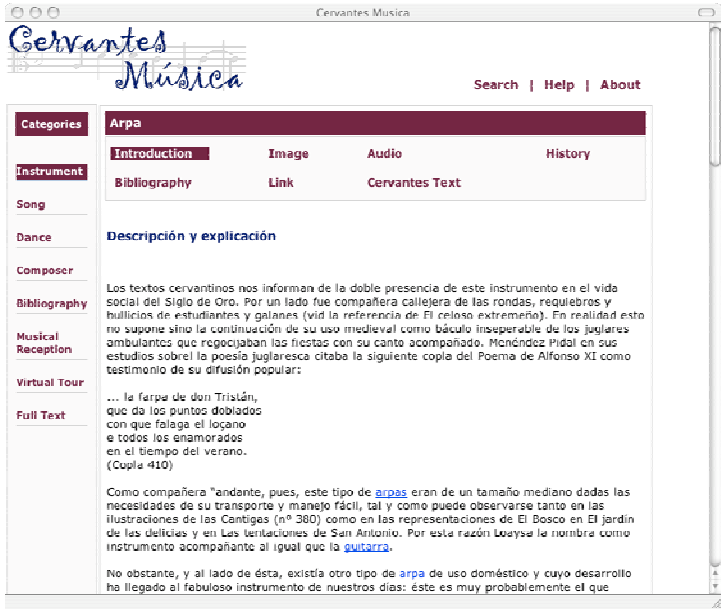 Cervantes Musica
Cervantes
Música
Search | Help | About
Categories
Instrument
Song
Dance
Composer
Bibliography
Musical
Reception
Virtual Tour
Full Text
Arpa
Introduction Image Audio History
Bibliography Link Cervantes Text
Descripción y explicación
Los textos cervantinos nos informan de la doble presencia de este instrumento en el vida
social del Siglo de Oro. Por un lado fue compañera callejera de las rondas, requiebros y
bullicios de estudiantes y galanes (vid la referencia de El celoso extremeño). En realidad esto
no supone sino la continuación de su uso medieval como báculo inseperable de los juglares
ambulantes que regocijaban las fiestas con su canto acompañado. Menéndez Pidal en sus
estudios sobrel la poesía juglaresca citaba la siguiente copla del Poema de Alfonso XI como
testimonio de su difusión popular:
... la farpa de don Tristán,
que da los puntos doblados
con que falaga el loçano
e todos los enamorados
en el tiempo del verano.
(Copla 410)
Como compañera "andante, pues, este tipo de arpas eran de un tamaño mediano dadas las
necesidades de su transporte y manejo fácil, tal y como puede observarse tanto en las
ilustraciones de las Cantigas (nº 380) como en las representaciones de El Bosco en El jardín
de las delicias y en Las tentaciones de San Antonio. Por esta razón Loaysa la nombra como
instrumento acompañante al igual que la guitarra.
No obstante, y al lado de ésta, existía otro tipo de arpa de uso doméstico y cuyo desarrollo
ha llegado al fabuloso instrumento de nuestros días: éste es muy probablemente el que